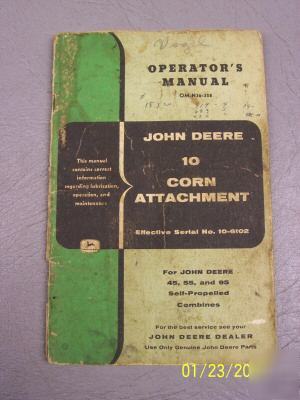 Vogel
OPERATOR'S
MANUAL
OM-N36-358
This manual
contains correct
information
regarding lubrication,
operation, and
maintenance
JOHN DEERE
10
CORN
ATTACHMENT
Effective Serial No. 10-6102
For JOHN DEERE
45, 55, and 95
Self-Propelled
Combines
For the best service see your
JOHN DEERE DEALER
Use Only Genuine John Deere Parts
01/23/20